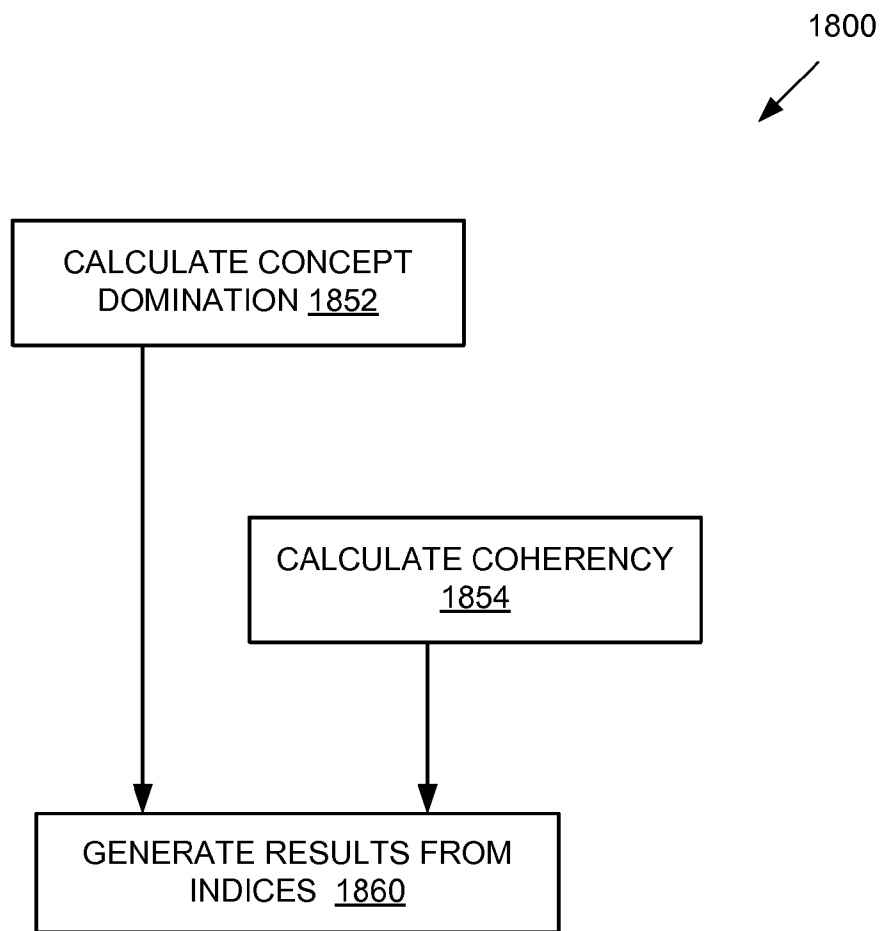 1800
CALCULATE CONCEPT
DOMINATION 1852
CALCULATE COHERENCY
1854
GENERATE RESULTS FROM
INDICES 1860